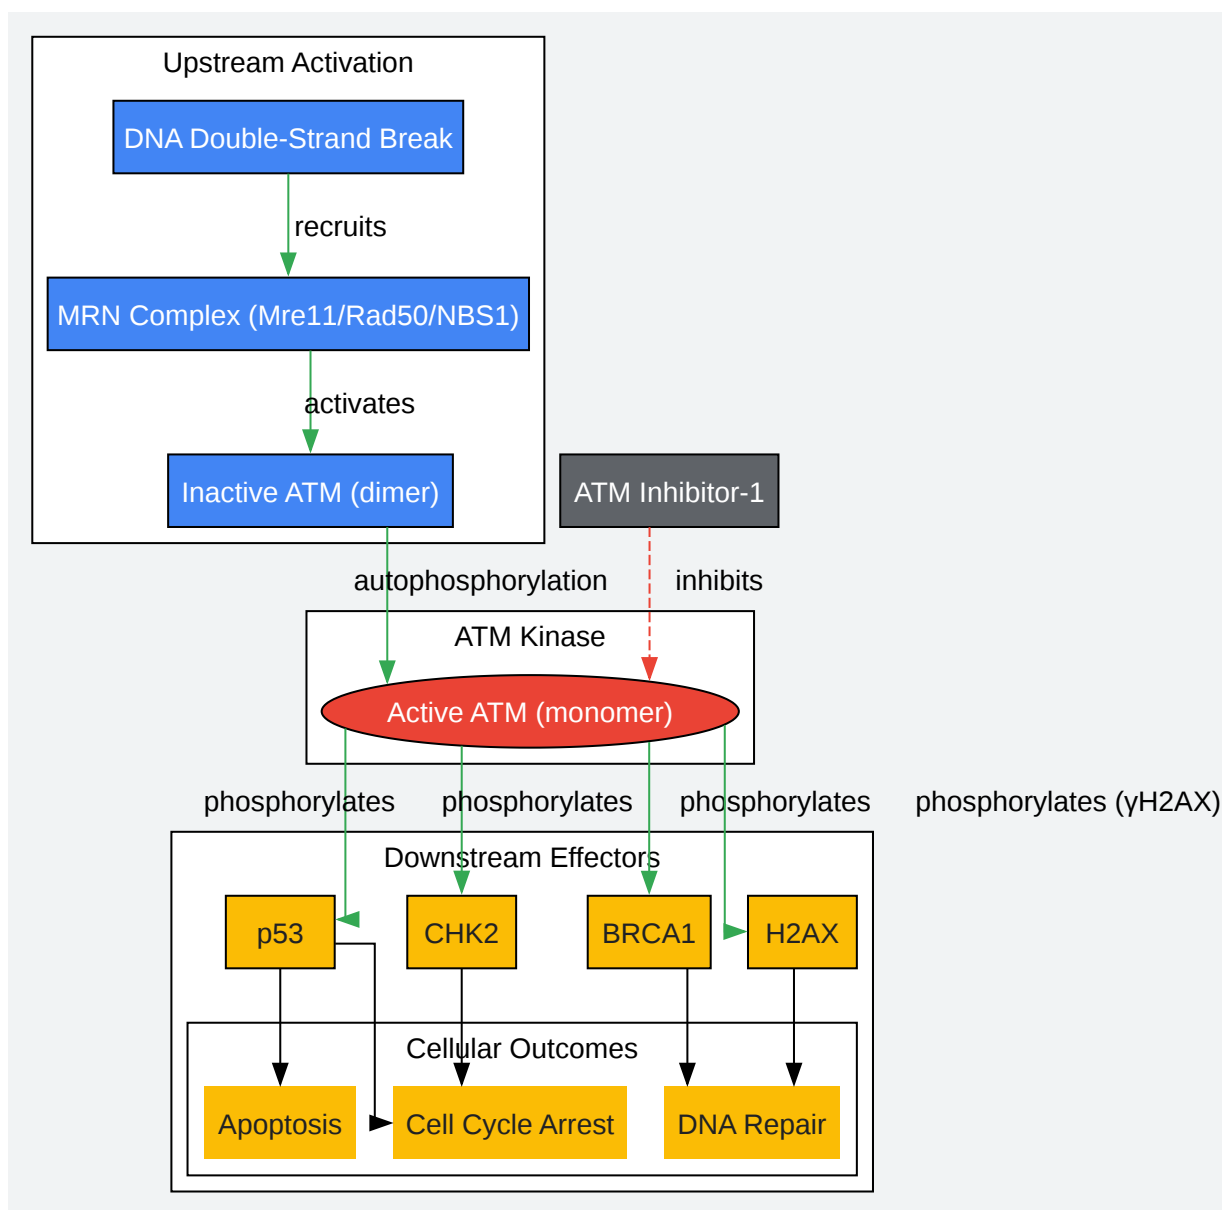 Upstream Activation
DNA Double-Strand Break
recruits
MRN Complex (Mre11/Rad50/NBS1)
activates
Inactive ATM (dimer)
ATM Inhibitor-1
autophosphorylation
inhibits
ATM Kinase
Active ATM (monomer)
phosphorylates
phosphorylates
phosphorylates
phosphorylates (γH2AX)
Downstream Effectors
p53
CHK2
BRCA1
H2AX
Cellular Outcomes
Apoptosis
Cell Cycle Arrest
DNA Repair